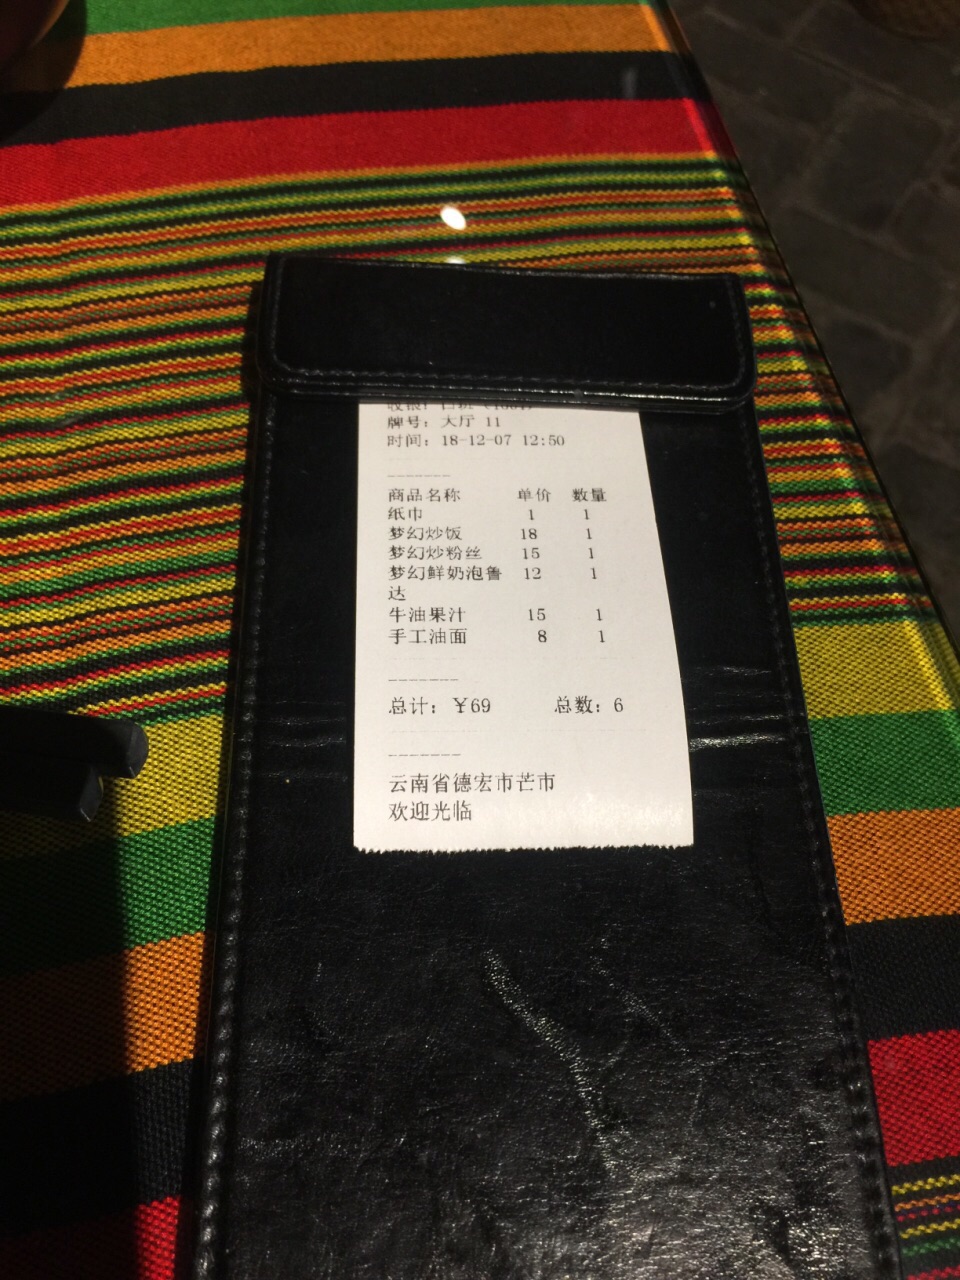 牌号：大厅 11
时间：18-12-07 12:50
-------
商品名称 单价 数量
纸巾 1 1
梦幻炒饭 18 1
梦幻炒粉丝 15 1
梦幻鲜奶泡鲁 12 1
达
牛油果汁 15 1
手工油面 8 1
-------
总计：￥69 总数：6
-------
云南省德宏市芒市
欢迎光临